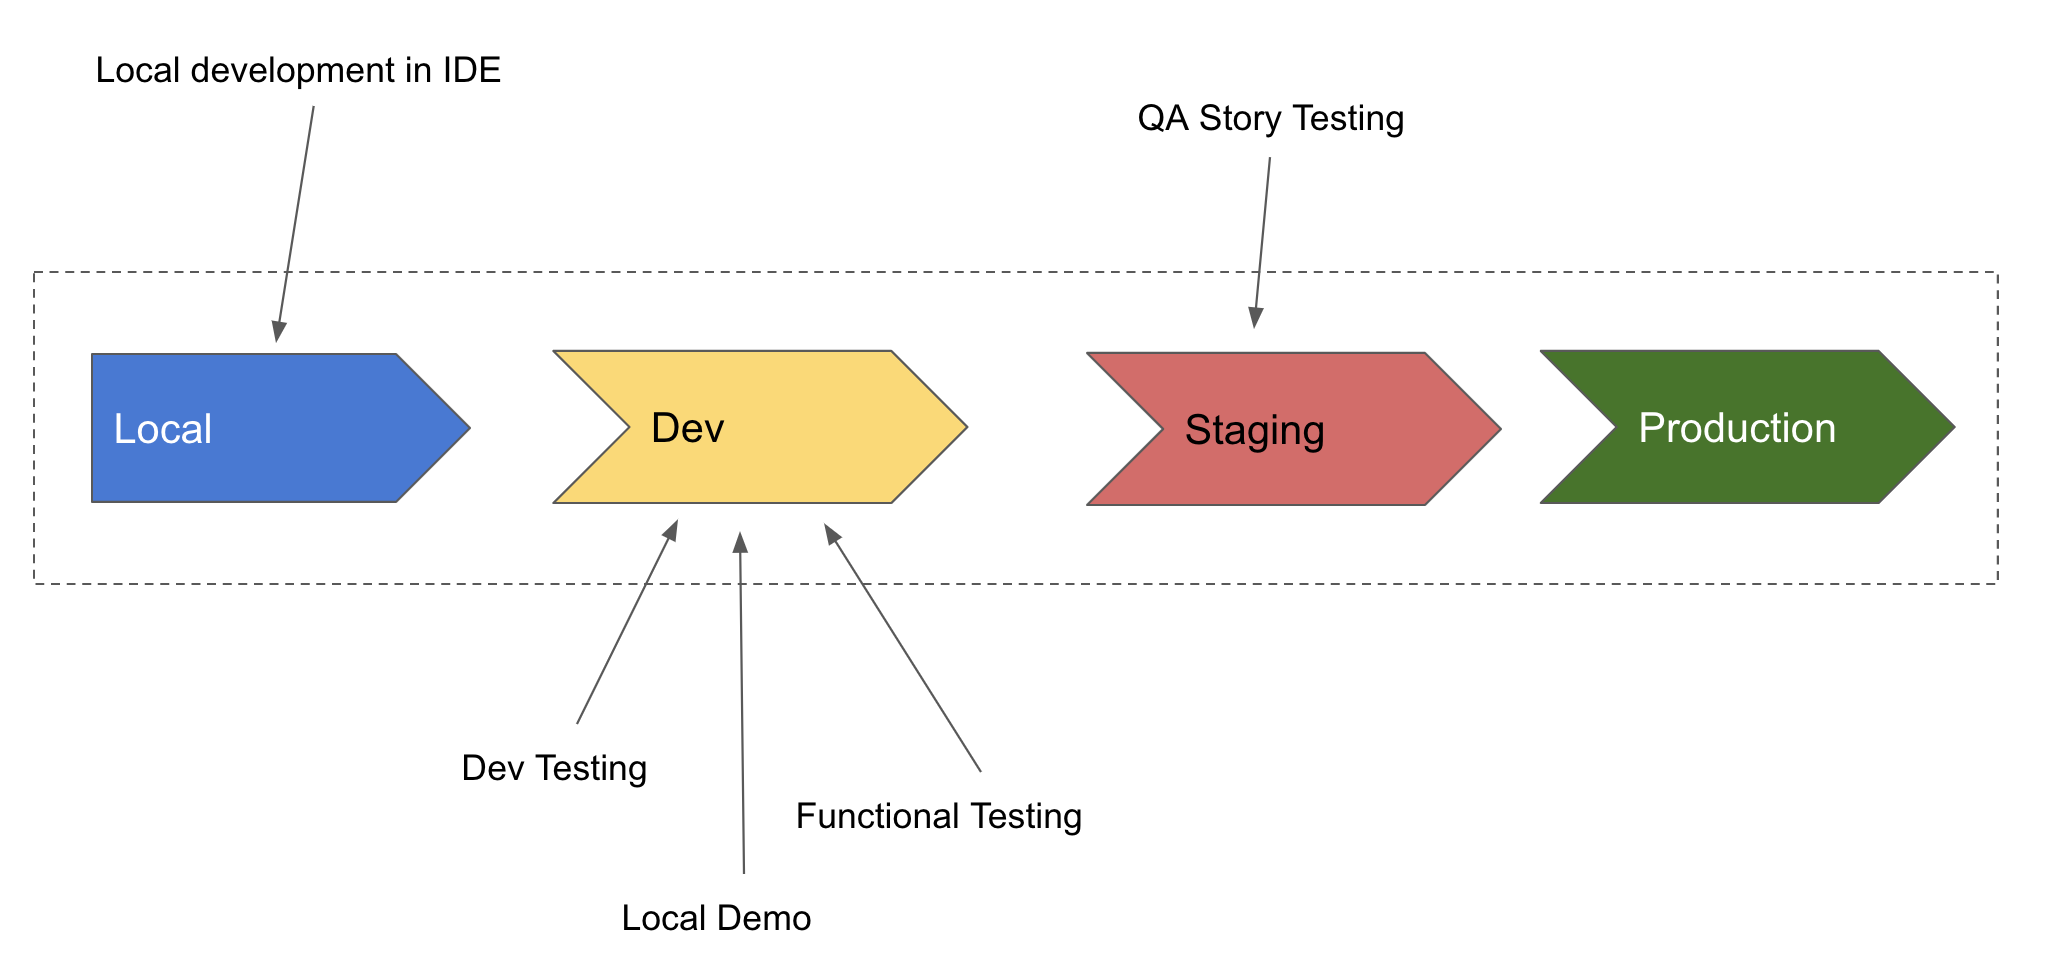 Local development in IDE
QA Story Testing
Local
Dev
Staging
Production
Dev Testing
Functional Testing
Local Demo